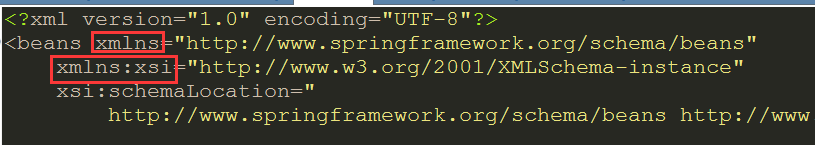 <?xml version="1.0" encoding="UTF-8"?>
<beans xmlns="http://www.springframework.org/schema/beans"
xmlns:xsi="http://www.w3.org/2001/XMLSchema-instance"
xsi:schemaLocation="
http://www.springframework.org/schema/beans http://www